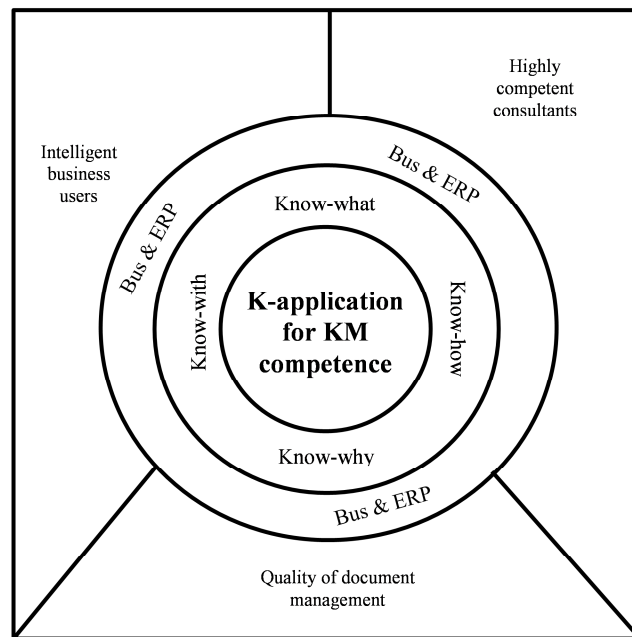 Highly
competent
consultants
Intelligent
business
users
Bus & ERP
Bus & ERP
Know-what
Know-with
K-application
for KM
competence
Know-how
Know-why
Bus & ERP
Quality of document
management